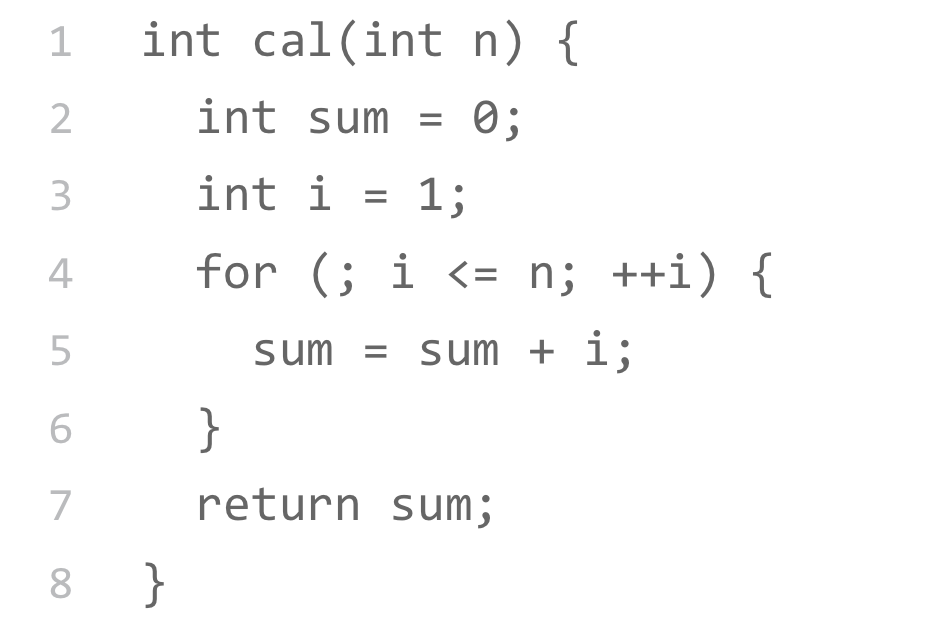 1 int cal(int n) {
2   int sum = 0;
3   int i = 1;
4   for (; i <= n; ++i) {
5     sum = sum + i;
6   }
7   return sum;
8 }